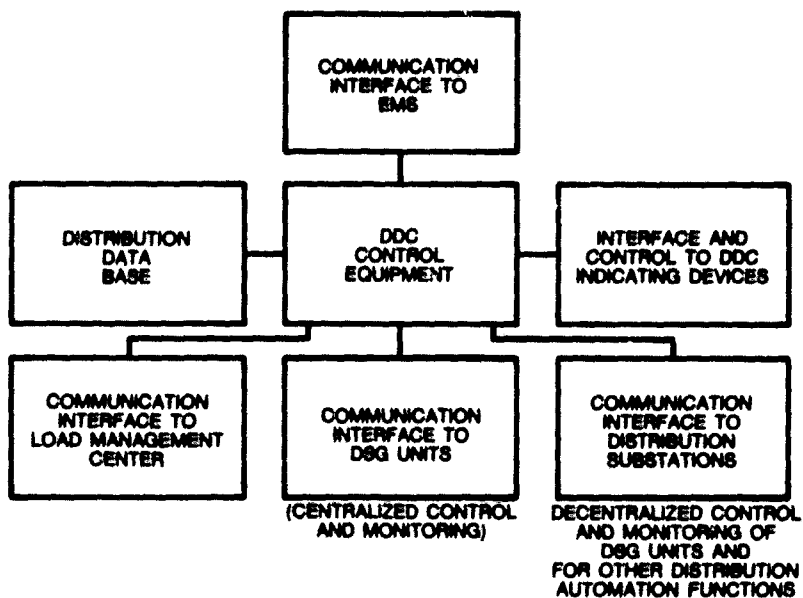 COMMUNICATION
INTERFACE TO
EMS
DISTRIBUTION
DATA
BASE
DDC
CONTROL
EQUIPMENT
INTERFACE AND
CONTROL TO DDC
INDICATING DEVICES
COMMUNICATION
INTERFACE TO
LOAD MANAGEMENT
CENTER
COMMUNICATION
INTERFACE TO
DSG UNITS
(CENTRALIZED CONTROL
AND MONITORING)
COMMUNICATION
INTERFACE TO
DISTRIBUTION
SUBSTATIONS
DECENTRALIZED CONTROL
AND MONITORING OF
DSG UNITS AND
FOR OTHER DISTRIBUTION
AUTOMATION FUNCTIONS